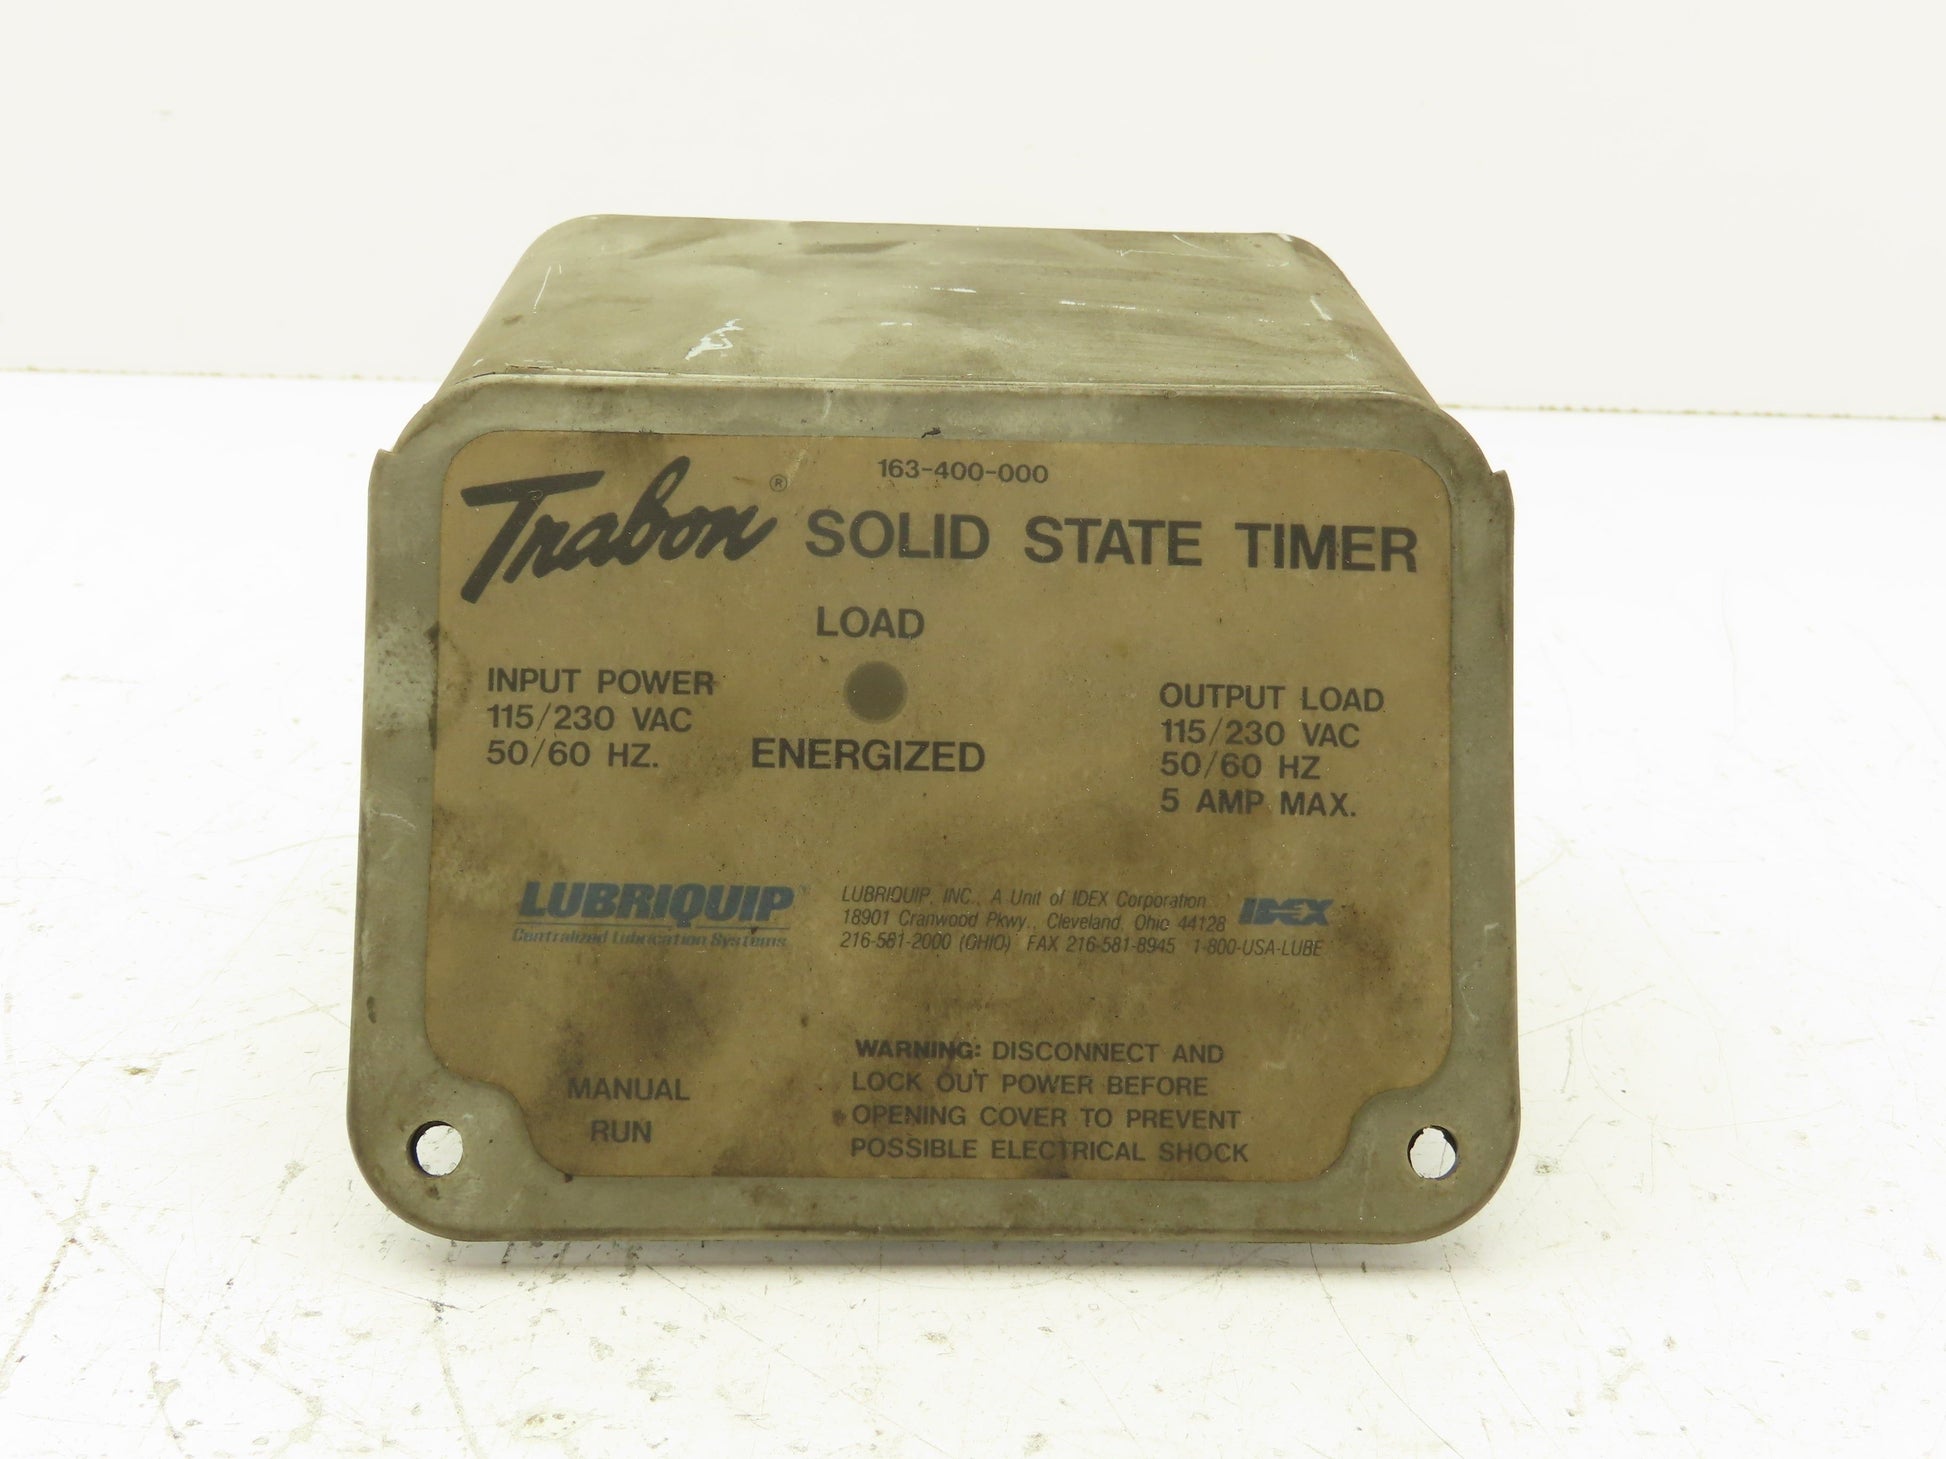 163-400-000
Trabon® SOLID STATE TIMER
LOAD
ENERGIZED
INPUT POWER
115/230 VAC
50/60 HZ.
OUTPUT LOAD
115/230 VAC
50/60 HZ
5 AMP MAX.
LUBRIQUIP
Centralized Lubrication Systems
LUBRIQUIP, INC., A Unit of IDEX Corporation
18901 Cranwood Pkwy., Cleveland, Ohio 44128
216-581-2000 (OHIO) FAX 216-581-8945 1-800-USA-LUBE
IDEX
MANUAL
RUN
WARNING: DISCONNECT AND
LOCK OUT POWER BEFORE
OPENING COVER TO PREVENT
POSSIBLE ELECTRICAL SHOCK